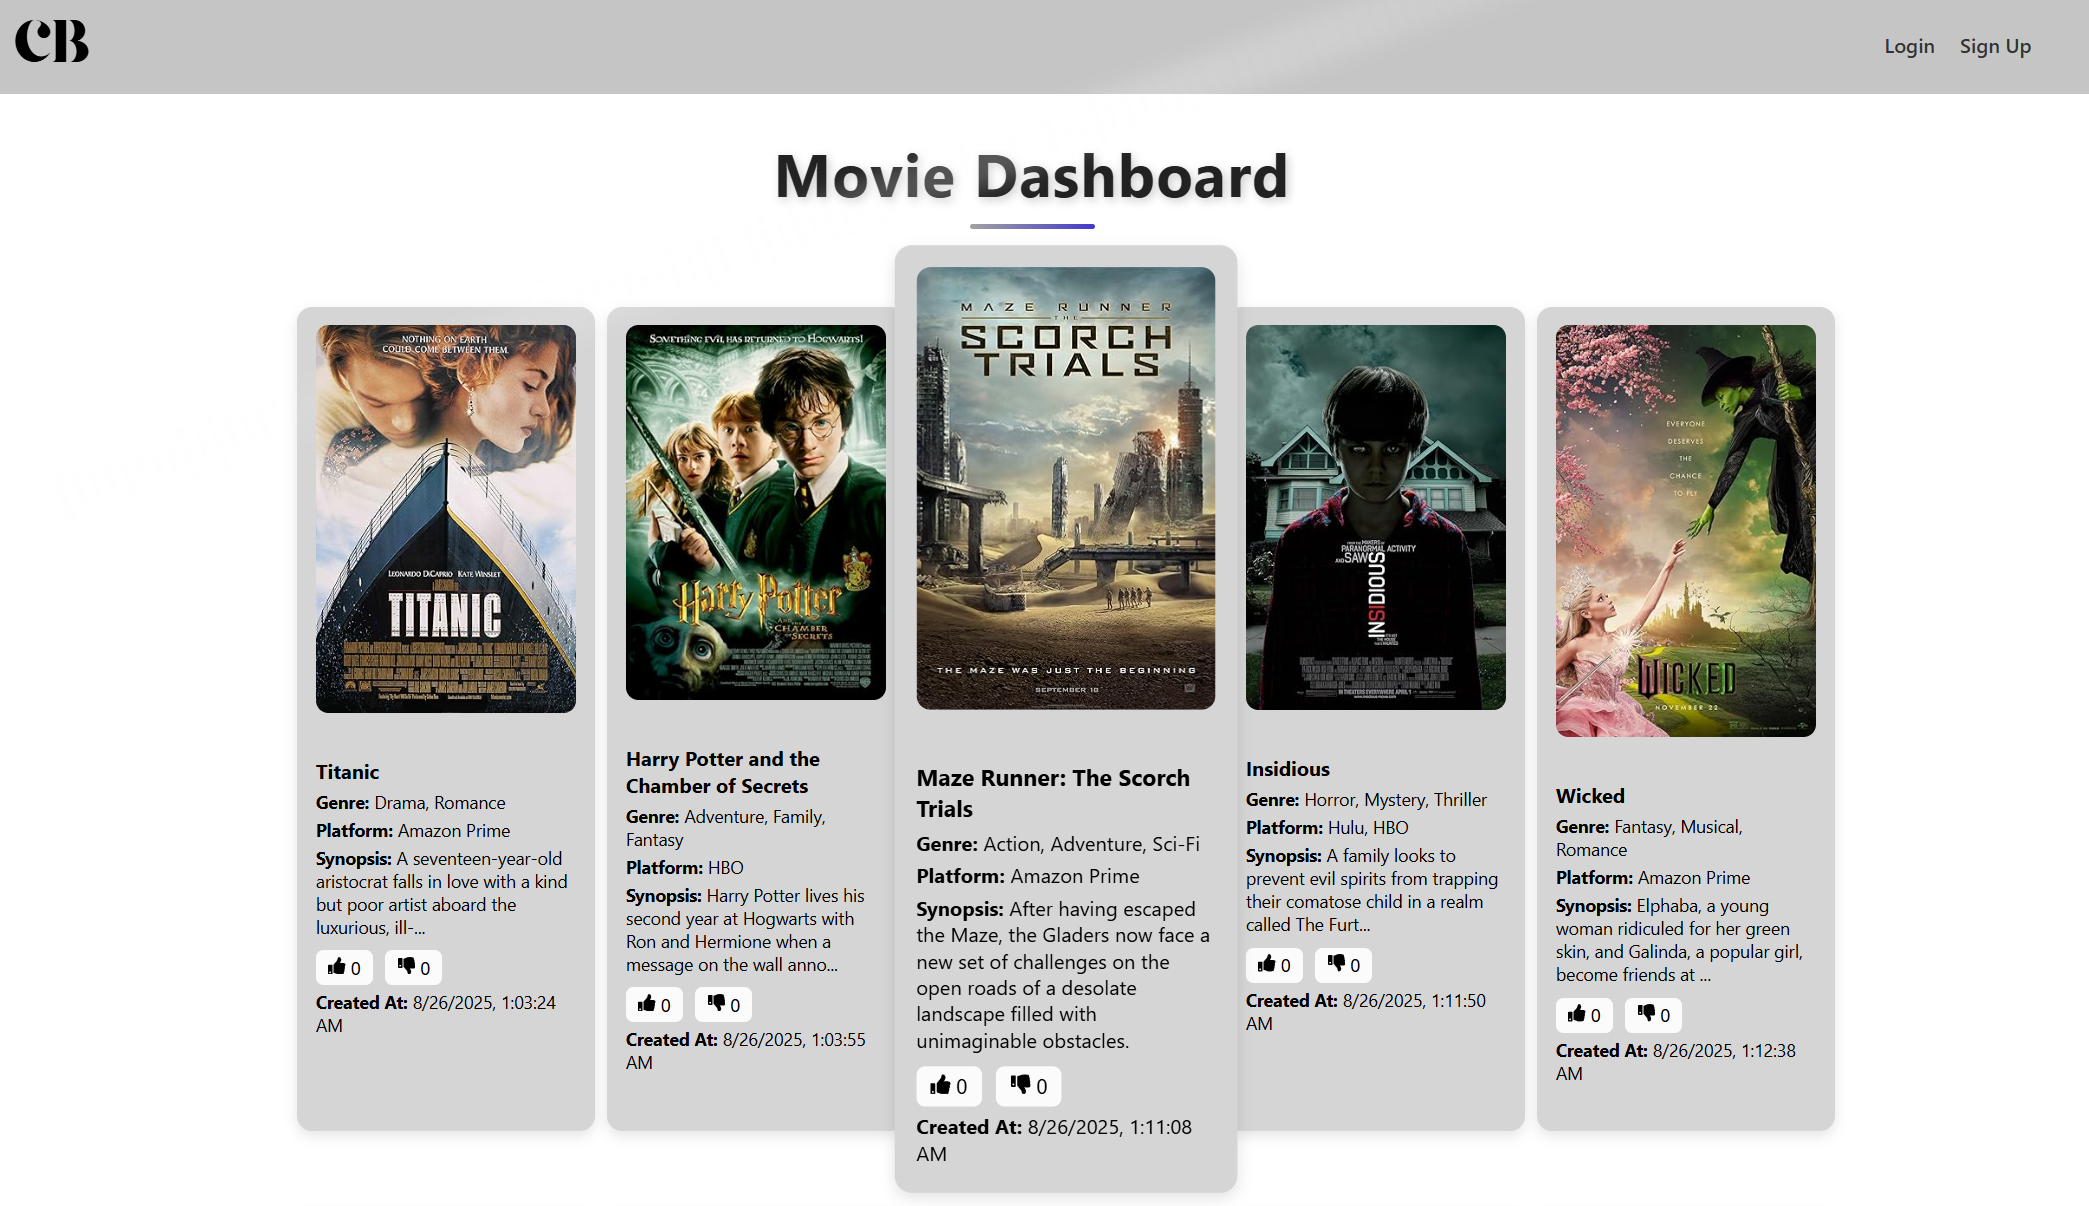 CB
Login
Sign Up
Movie Dashboard
NOTHING ON EARTH
COULD COME BETWEEN THEM.
LEONARDO DICAPRIO KATE WINSLET
TITANIC
Titanic
Genre: Drama, Romance
Platform: Amazon Prime
Synopsis: A seventeen-year-old
aristocrat falls in love with a kind
but poor artist aboard the
luxurious, ill-...
0
0
Created At: 8/26/2025, 1:03:24
AM
SOMETHING EVIL HAS RETURNED TO HOGWARTS!
Harry Potter
AND THE
CHAMBER
OF SECRETS
Harry Potter and the
Chamber of Secrets
Genre: Adventure, Family,
Fantasy
Platform: HBO
Synopsis: Harry Potter lives his
second year at Hogwarts with
Ron and Hermione when a
message on the wall anno...
0
0
Created At: 8/26/2025, 1:03:55
AM
MAZE RUNNER
THE
SCORCH
TRIALS
THE MAZE WAS JUST THE BEGINNING
SEPTEMBER 18
Maze Runner: The Scorch
Trials
Genre: Action, Adventure, Sci-Fi
Platform: Amazon Prime
Synopsis: After having escaped
the Maze, the Gladers now face a
new set of challenges on the
open roads of a desolate
landscape filled with
unimaginable obstacles.
0
0
Created At: 8/26/2025, 1:11:08
AM
FROM THE MAKERS OF
PARANORMAL ACTIVITY
AND SAW
INSIDIOUS
IN THEATERS EVERYWHERE APRIL 1
Insidious
Genre: Horror, Mystery, Thriller
Platform: Hulu, HBO
Synopsis: A family looks to
prevent evil spirits from trapping
their comatose child in a realm
called The Furt...
0
0
Created At: 8/26/2025, 1:11:50
AM
EVERYONE
DESERVES
THE
CHANCE
TO FLY
WICKED
NOVEMBER 22
Wicked
Genre: Fantasy, Musical,
Romance
Platform: Amazon Prime
Synopsis: Elphaba, a young
woman ridiculed for her green
skin, and Galinda, a popular girl,
become friends at ...
0
0
Created At: 8/26/2025, 1:12:38
AM